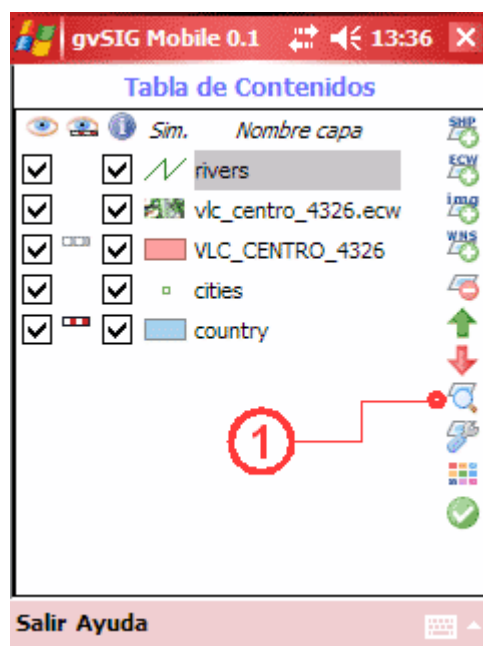 gvSIG Mobile 0.1 13:36
Tabla de Contenidos
Sim. Nombre capa
rivers
vlc_centro_4326.ecw
VLC_CENTRO_4326
cities
country
SHP
ECW
img
WMS
1
Salir Ayuda